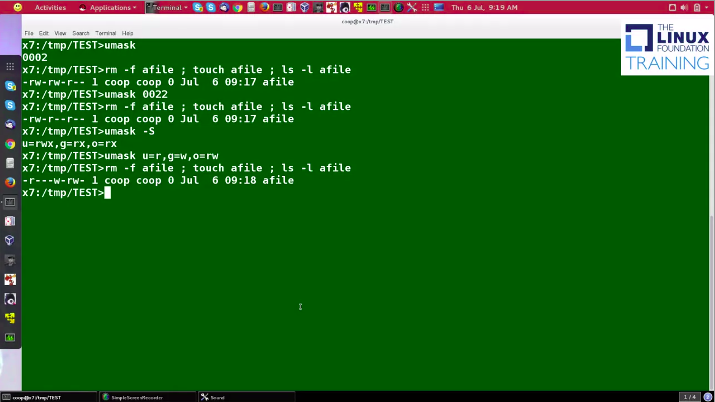 Activities Applications Terminal Thu 6 Jul, 9:19 AM
coop@x7:/tmp/TEST
File Edit View Search Terminal Help
THE
LINUX
FOUNDATION
TRAINING
x7:/tmp/TEST>umask
0002
x7:/tmp/TEST>rm -f afile ; touch afile ; ls -l afile
-rw-rw-r-- 1 coop coop 0 Jul  6 09:17 afile
x7:/tmp/TEST>umask 0022
x7:/tmp/TEST>rm -f afile ; touch afile ; ls -l afile
-rw-r--r-- 1 coop coop 0 Jul  6 09:17 afile
x7:/tmp/TEST>umask -S
u=rwx,g=rx,o=rx
x7:/tmp/TEST>umask u=r,g=w,o=rw
x7:/tmp/TEST>rm -f afile ; touch afile ; ls -l afile
-r---w-rw- 1 coop coop 0 Jul  6 09:18 afile
x7:/tmp/TEST>
coop@x7:/tmp/TEST SimpleScreenRecorder Sound 1 / 4